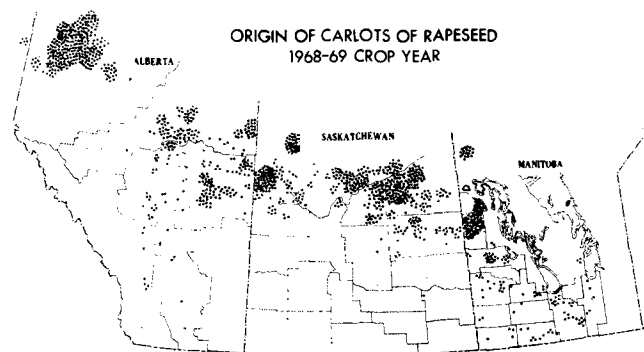 ORIGIN OF CARLOTS OF RAPESEED
1968-69 CROP YEAR
ALBERTA
SASKATCHEWAN
MANITOBA